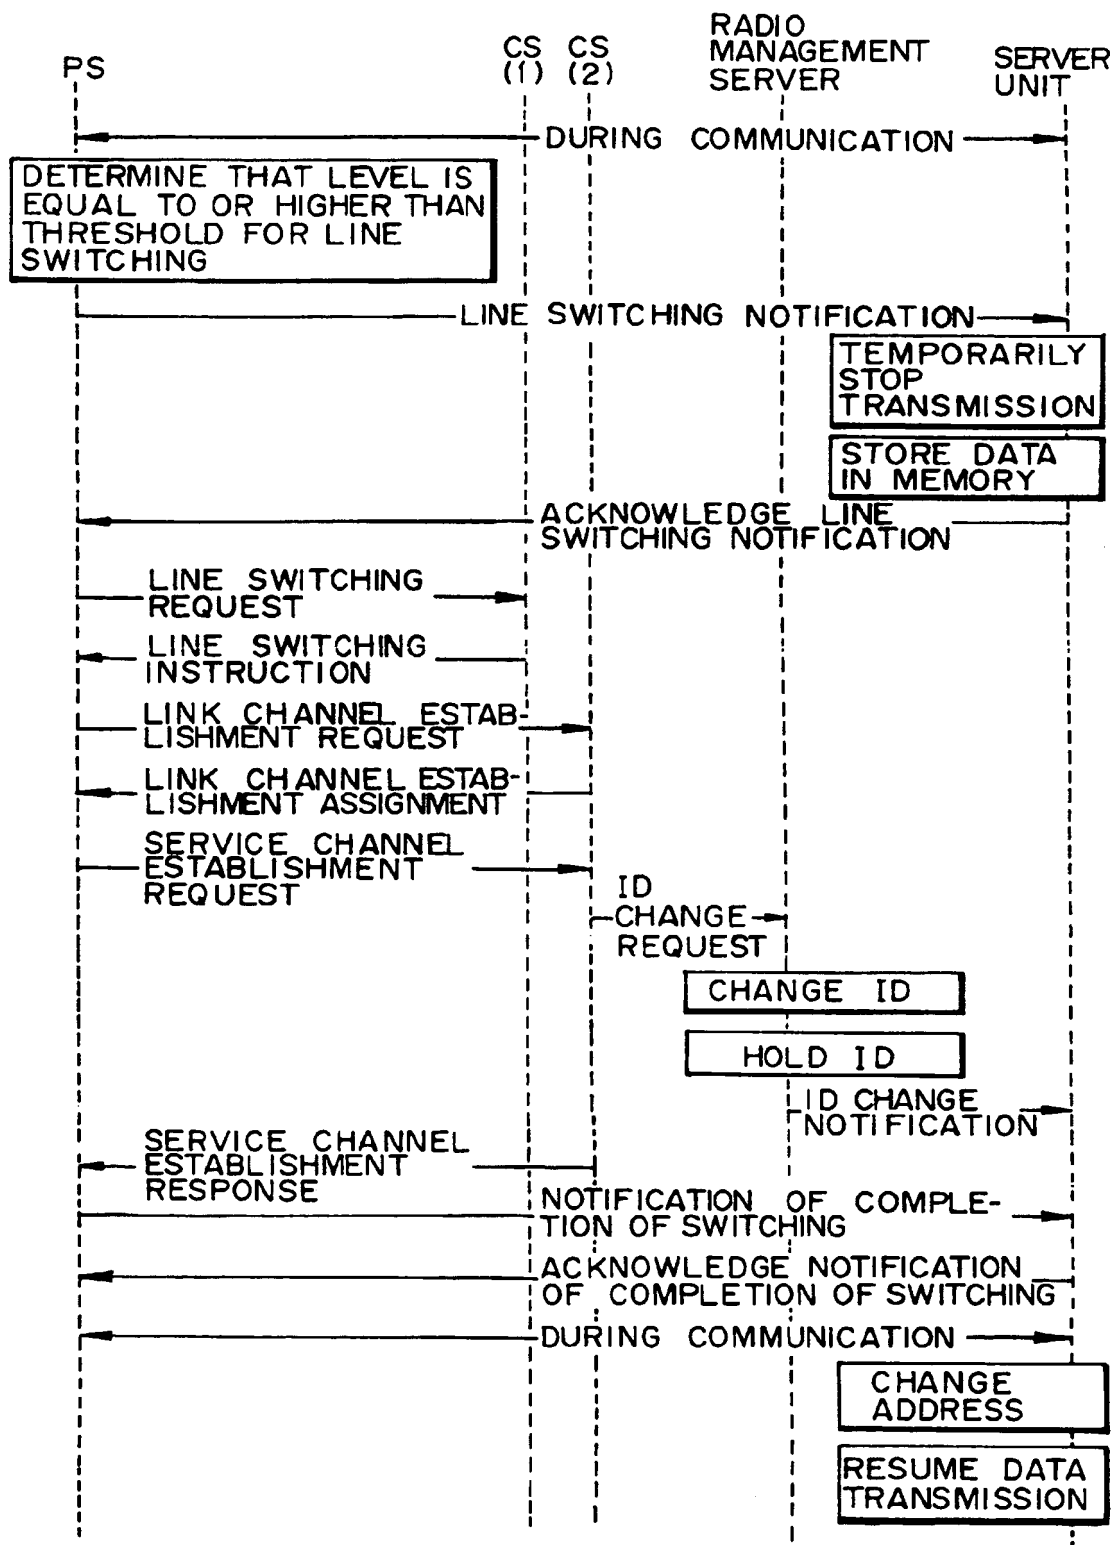 PS
CS
(1)
CS
(2)
RADIO
MANAGEMENT
SERVER
SERVER
UNIT
DURING COMMUNICATION
DETERMINE THAT LEVEL IS
EQUAL TO OR HIGHER THAN
THRESHOLD FOR LINE
SWITCHING
LINE SWITCHING NOTIFICATION
TEMPORARILY
STOP
TRANSMISSION
STORE DATA
IN MEMORY
ACKNOWLEDGE LINE
SWITCHING NOTIFICATION
LINE SWITCHING
REQUEST
LINE SWITCHING
INSTRUCTION
LINK CHANNEL ESTAB-
LISHMENT REQUEST
LINK CHANNEL ESTAB-
LISHMENT ASSIGNMENT
SERVICE CHANNEL
ESTABLISHMENT
REQUEST
ID
CHANGE
REQUEST
CHANGE ID
HOLD ID
ID CHANGE
NOTIFICATION
SERVICE CHANNEL
ESTABLISHMENT
RESPONSE
NOTIFICATION OF COMPLE-
TION OF SWITCHING
ACKNOWLEDGE NOTIFICATION
OF COMPLETION OF SWITCHING
DURING COMMUNICATION
CHANGE
ADDRESS
RESUME DATA
TRANSMISSION